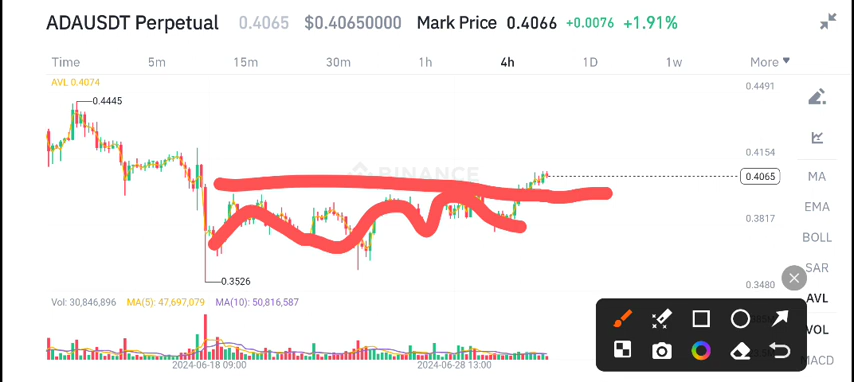 ADAUSDT Perpetual 0.4065 $0.40650000 Mark Price 0.4066 +0.0076 +1.91%
Time 5m 15m 30m 1h 4h 1D 1w More
AVL 0.4074
0.4491
0.4445
0.4154
BINANCE
0.4065
MA
EMA
0.3817
BOLL
SAR
0.3526
0.3480
Vol: 30,846,896 MA(5): 47,697,079 MA(10): 50,816,587
AVL
VOL
MACD
2024-06-18 09:00 2024-06-28 13:00